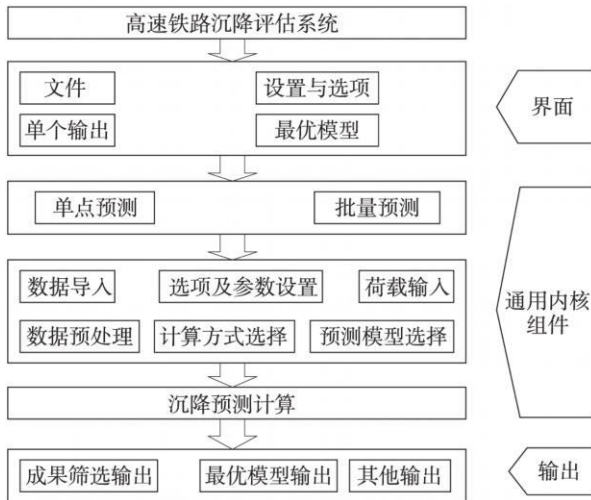 高速铁路沉降评估系统
文件
设置与选项
单个输出
最优模型
界面
单点预测
批量预测
数据导入
选项及参数设置
荷载输入
数据预处理
计算方式选择
预测模型选择
通用内核
组件
沉降预测计算
成果筛选输出
最优模型输出
其他输出
输出